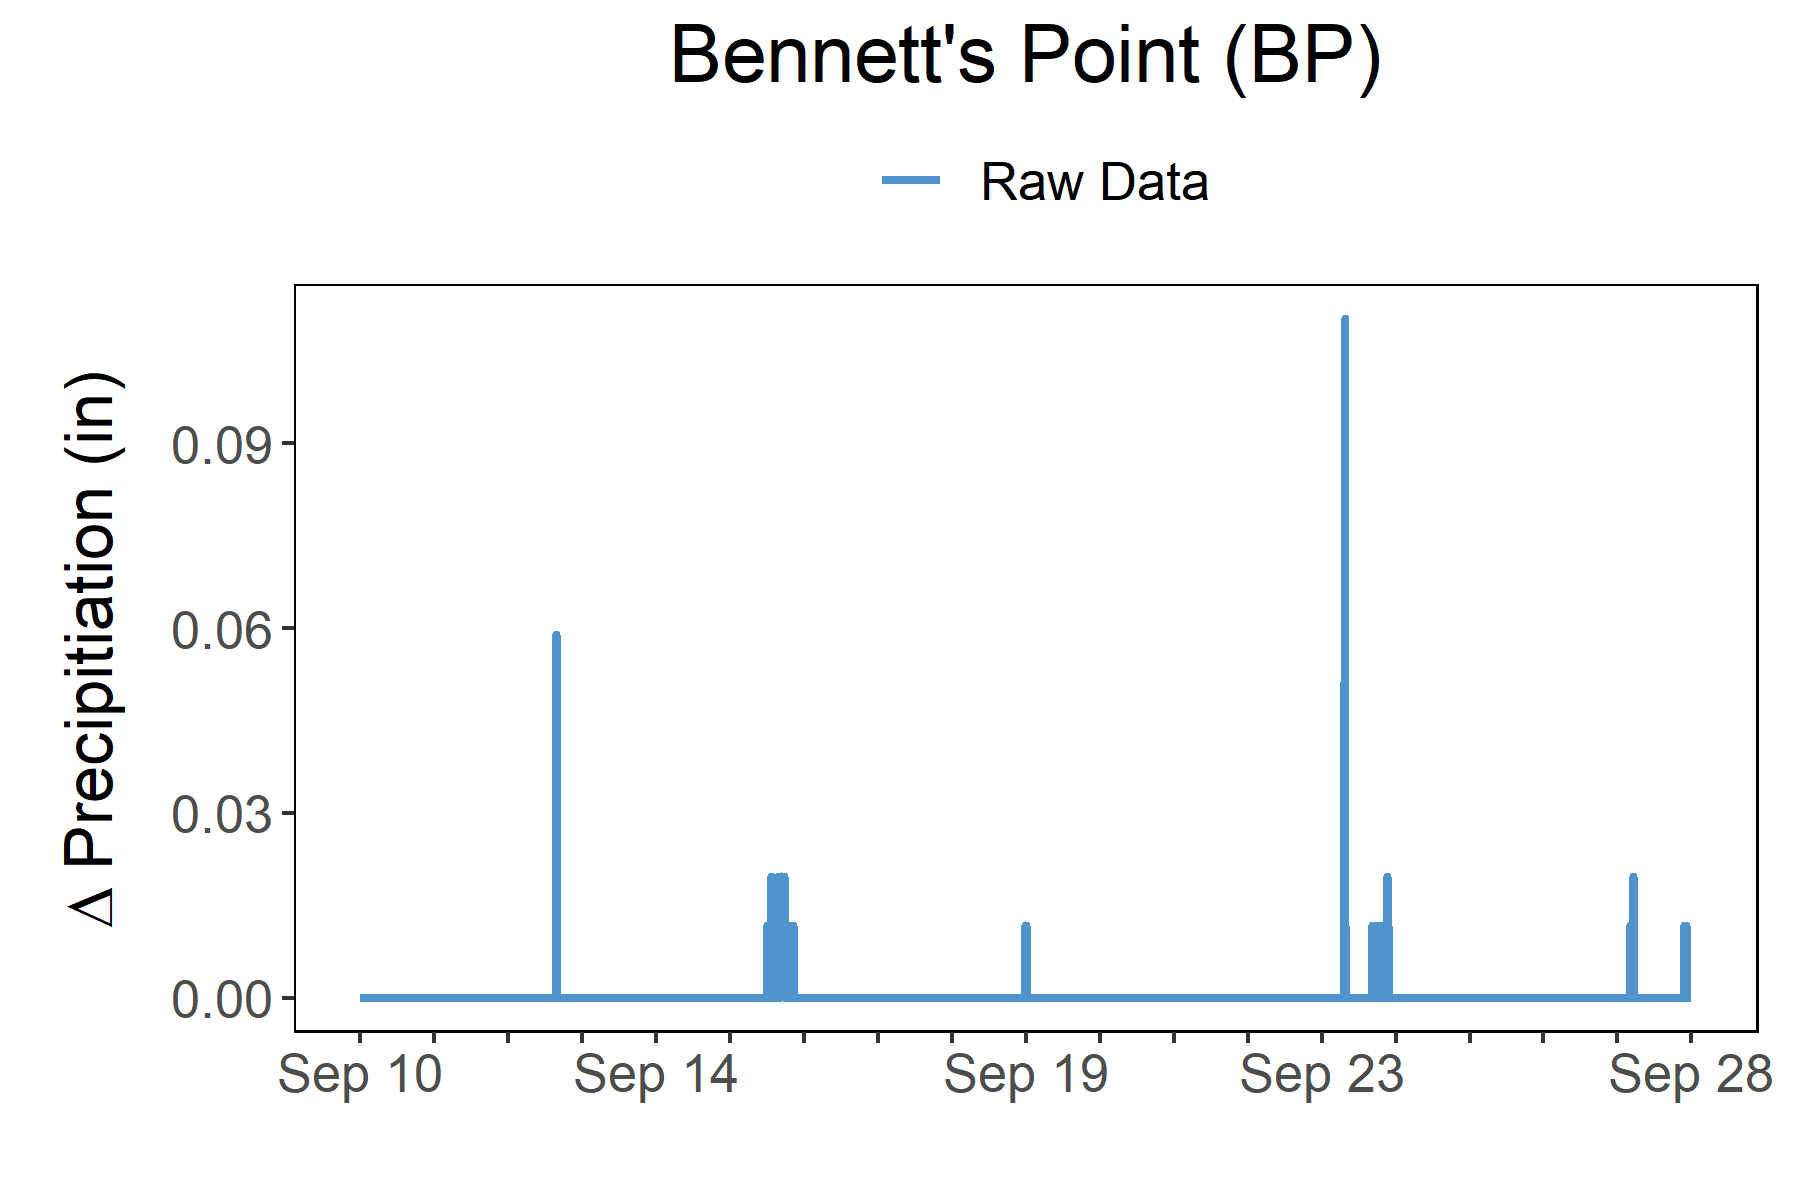 Bennett's Point (BP)
Raw Data
Δ Precipitiation (in)
0.09
0.06
0.03
0.00
Sep 10 Sep 14 Sep 19 Sep 23 Sep 28